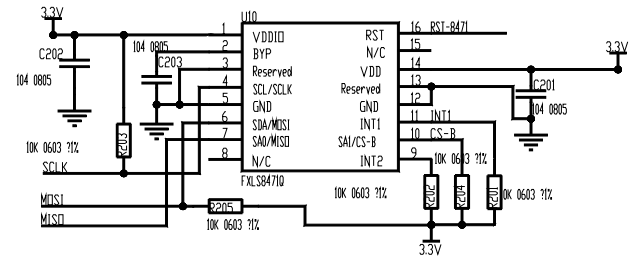 3.3V
U10
C202
104 0805
104 0805
C203
1 VDDIO
2 BYP
3 Reserved
4 SCL/SCLK
5 GND
6 SDA/MOSI
7 SA0/MISO
8 N/C
RST 16 RST-8471
N/C 15
VDD 14
Reserved 13
GND 12
INT1 11 INT1
SA1/CS-B 10 CS-B
INT2 9
FXLS8471Q
3.3V
C201
104 0805
10K 0603 ?1%
R203
SCLK
MOSI
MISO
R205
10K 0603 ?1%
10K 0603 ?1%
10K 0603 ?1%
10K 0603 ?1%
R202
R204
R201
3.3V